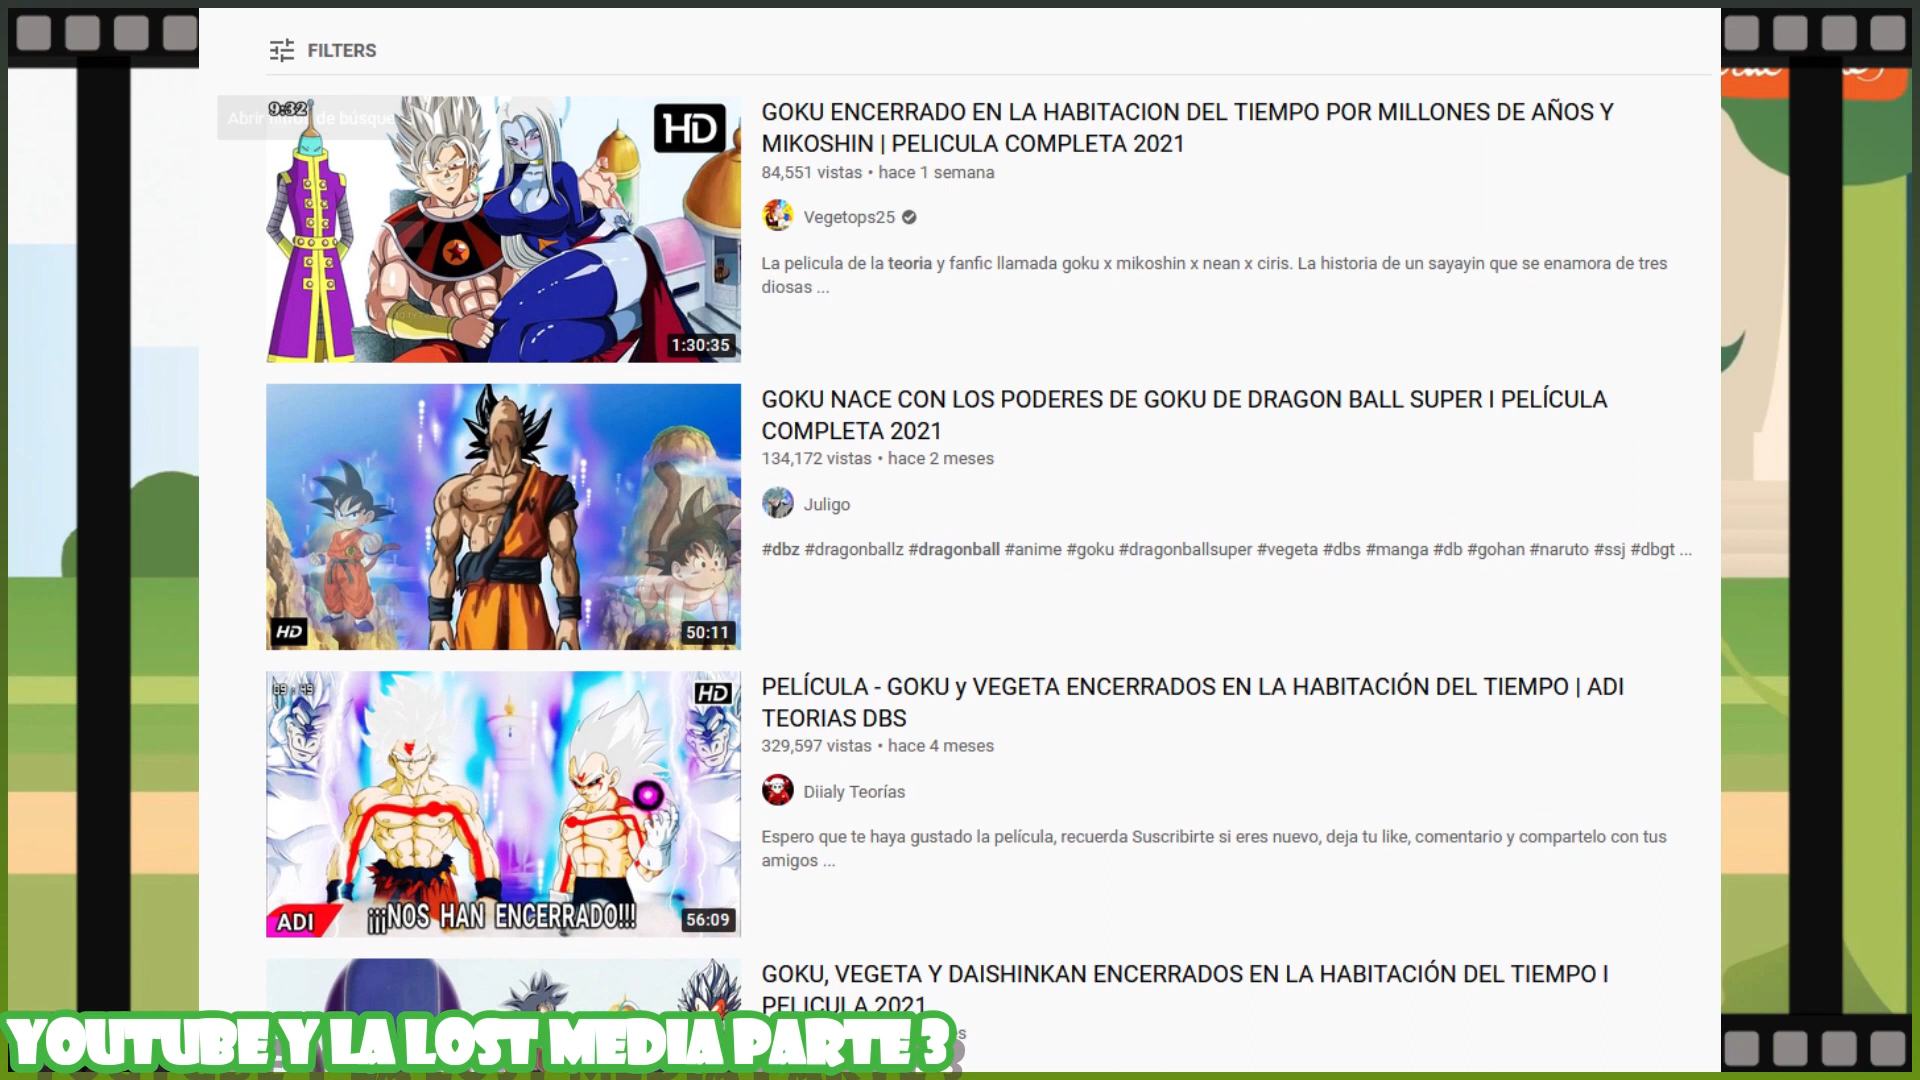 FILTERS
9:32
HD
1:30:35
GOKU ENCERRADO EN LA HABITACION DEL TIEMPO POR MILLONES DE AÑOS Y
MIKOSHIN | PELICULA COMPLETA 2021
84,551 vistas • hace 1 semana
Vegetops25
La pelicula de la teoria y fanfic llamada goku x mikoshin x nean x ciris. La historia de un sayayin que se enamora de tres
diosas ...
HD
50:11
GOKU NACE CON LOS PODERES DE GOKU DE DRAGON BALL SUPER I PELÍCULA
COMPLETA 2021
134,172 vistas • hace 2 meses
Juligo
#dbz #dragonballz #dragonball #anime #goku #dragonballsuper #vegeta #dbs #manga #db #gohan #naruto #ssj #dbgt ...
09:49
HD
ADI
¡¡¡NOS HAN ENCERRADO!!!
56:09
PELÍCULA - GOKU y VEGETA ENCERRADOS EN LA HABITACIÓN DEL TIEMPO | ADI
TEORIAS DBS
329,597 vistas • hace 4 meses
Diialy Teorías
Espero que te haya gustado la película, recuerda Suscribirte si eres nuevo, deja tu like, comentario y compartelo con tus
amigos ...
GOKU, VEGETA Y DAISHINKAN ENCERRADOS EN LA HABITACIÓN DEL TIEMPO I
PELICULA 2021
YOUTUBE Y LA LOST MEDIA PARTE 3